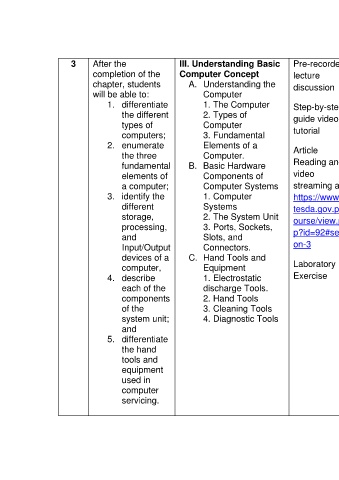 3
After the
completion of the
chapter, students
will be able to:
1. differentiate
the different
types of
computers;
2. enumerate
the three
fundamental
elements of
a computer;
3. identify the
different
storage,
processing,
and
Input/Output
devices of a
computer,
4. describe
each of the
components
of the
system unit;
and
5. differentiate
the hand
tools and
equipment
used in
computer
servicing.
III. Understanding Basic
Computer Concept
A. Understanding the
Computer
1. The Computer
2. Types of
Computer
3. Fundamental
Elements of a
Computer.
B. Basic Hardware
Components of
Computer Systems
1. Computer
Systems
2. The System Unit
3. Ports, Sockets,
Slots, and
Connectors.
C. Hand Tools and
Equipment
1. Electrostatic
discharge Tools.
2. Hand Tools
3. Cleaning Tools
4. Diagnostic Tools
Pre-recorde
lecture
discussion
Step-by-ste
guide video
tutorial
Article
Reading an
video
streaming a
https://www
tesda.gov.p
ourse/view.
p?id=92#se
on-3
Laboratory
Exercise